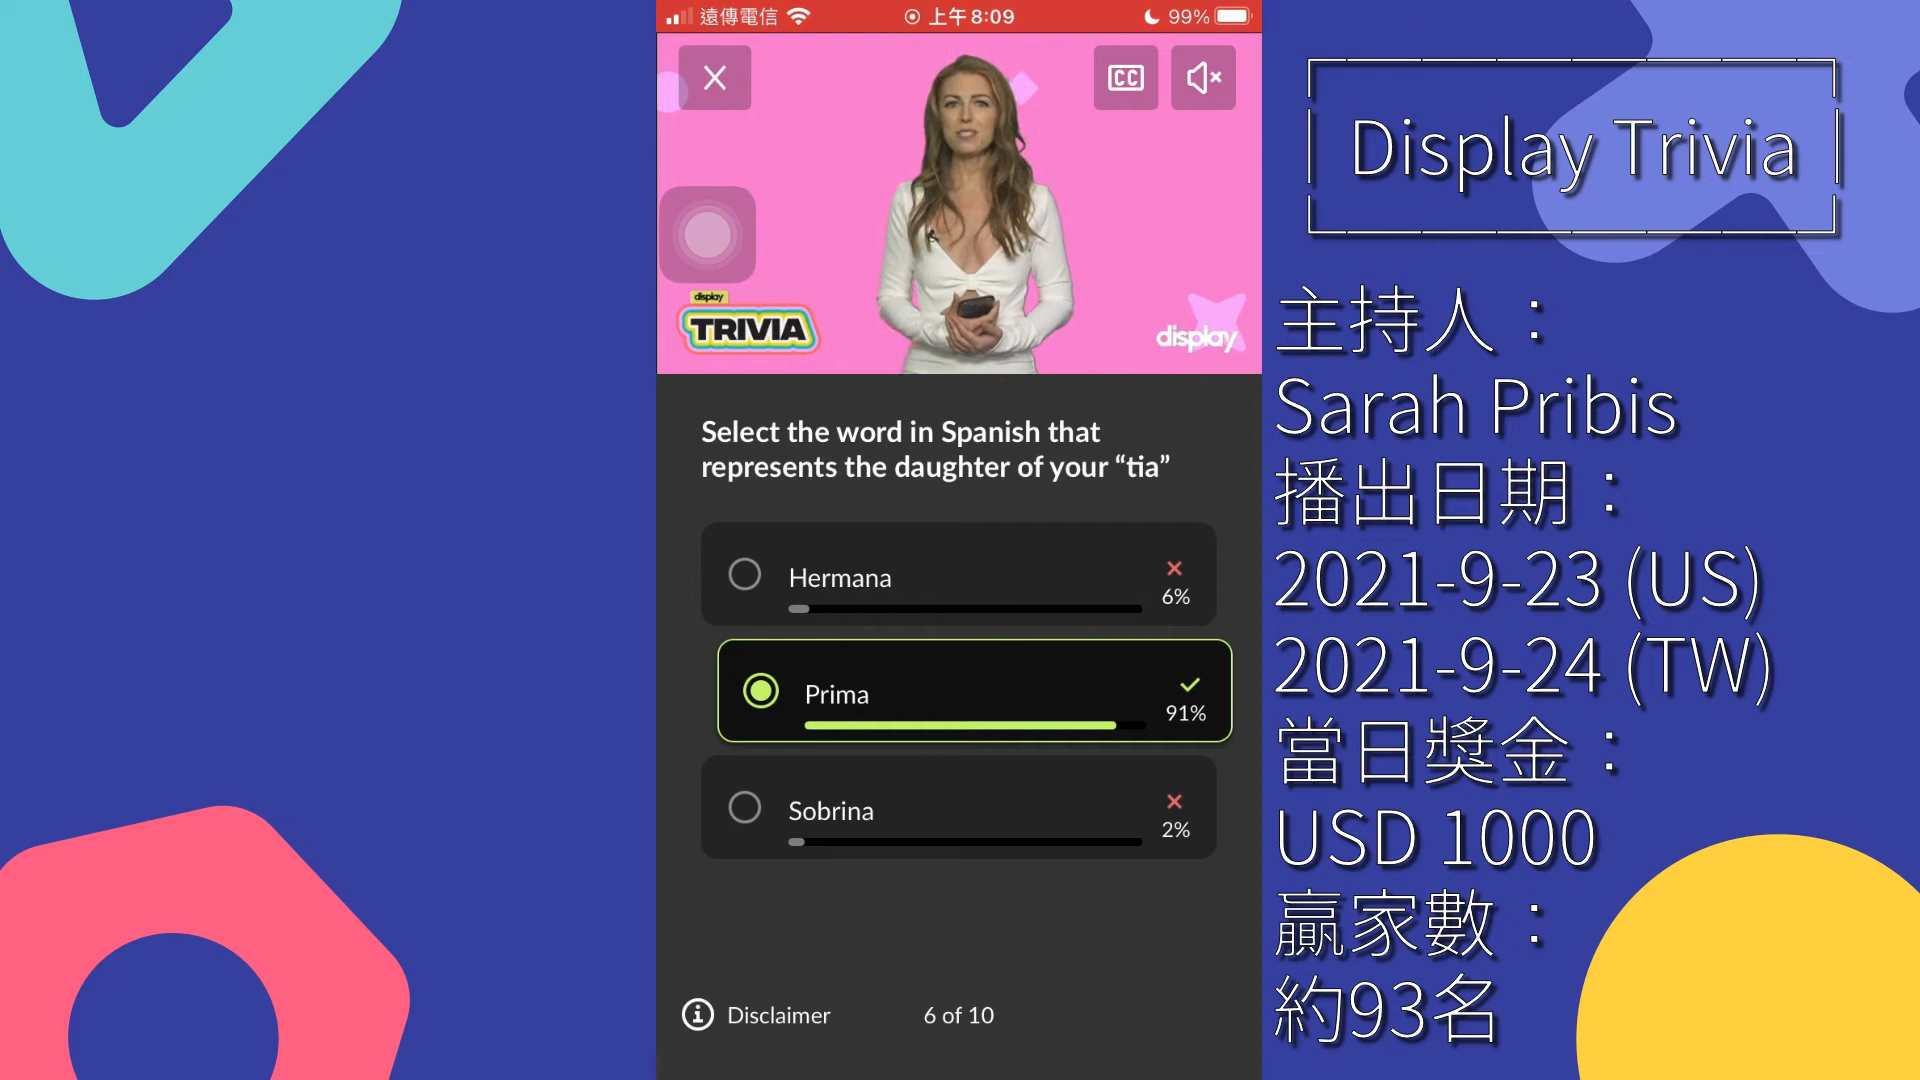 遠傳電信
上午8:09
99%
CC
display
TRIVIA
display
Select the word in Spanish that
represents the daughter of your “tia”
Hermana
6%
Prima
91%
Sobrina
2%
Disclaimer
6 of 10
Display Trivia
主持人：
Sarah Pribis
播出日期：
2021-9-23 (US)
2021-9-24 (TW)
當日獎金：
USD 1000
贏家數：
約93名